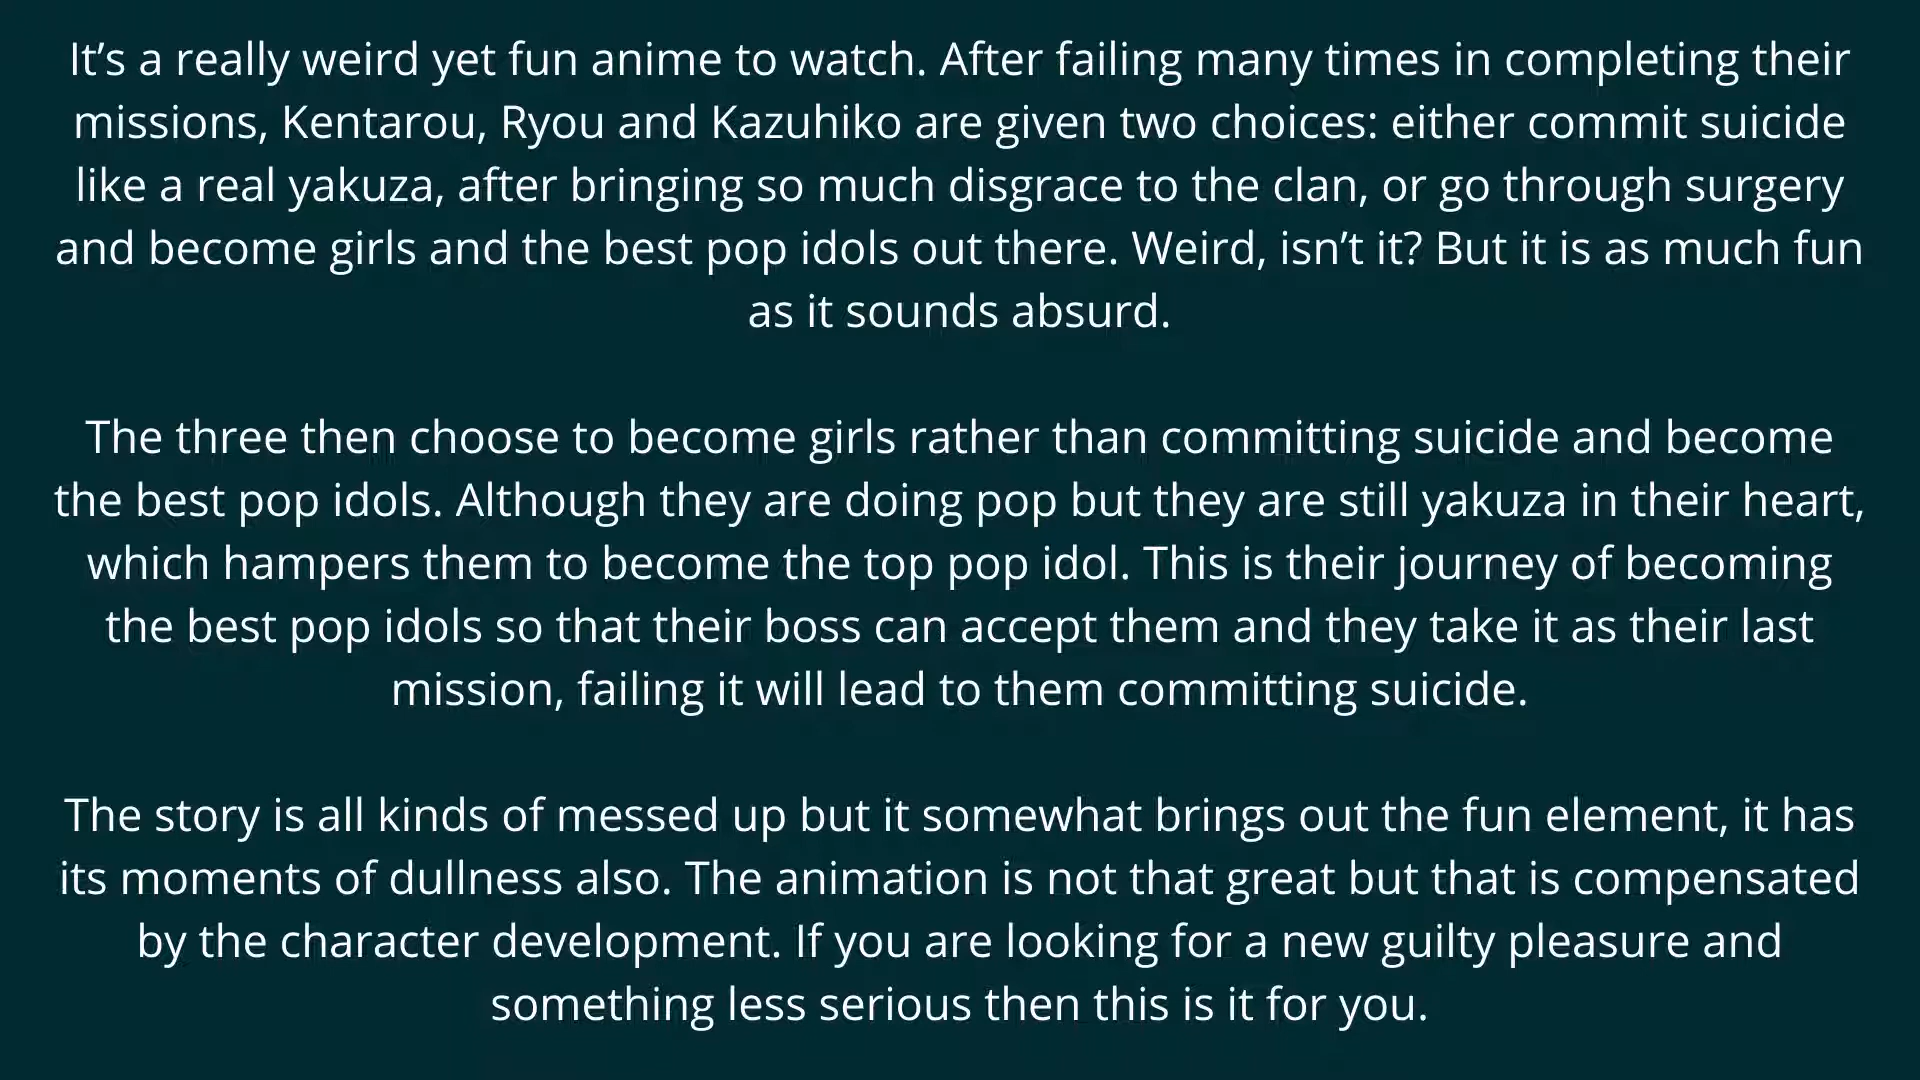 It’s a really weird yet fun anime to watch. After failing many times in completing their
missions, Kentarou, Ryou and Kazuhiko are given two choices: either commit suicide
like a real yakuza, after bringing so much disgrace to the clan, or go through surgery
and become girls and the best pop idols out there. Weird, isn’t it? But it is as much fun
as it sounds absurd.
The three then choose to become girls rather than committing suicide and become
the best pop idols. Although they are doing pop but they are still yakuza in their heart,
which hampers them to become the top pop idol. This is their journey of becoming
the best pop idols so that their boss can accept them and they take it as their last
mission, failing it will lead to them committing suicide.
The story is all kinds of messed up but it somewhat brings out the fun element, it has
its moments of dullness also. The animation is not that great but that is compensated
by the character development. If you are looking for a new guilty pleasure and
something less serious then this is it for you.